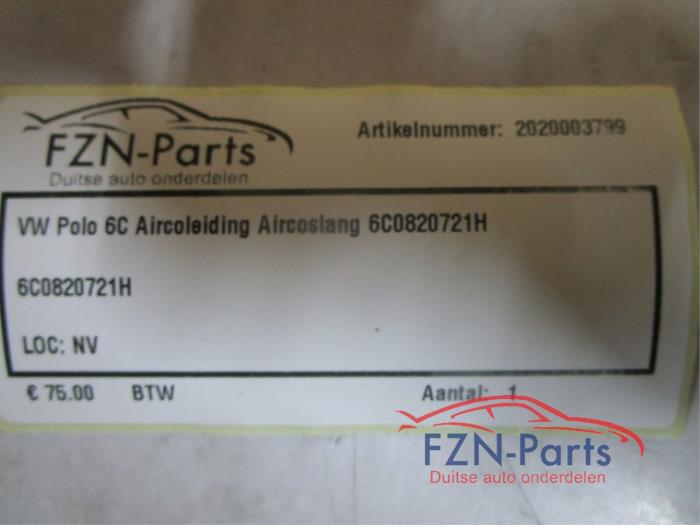 FZN-Parts
Duitse auto onderdelen
Artikelnummer: 2020003799
VW Polo 6C Aircoleiding Aircoslang 6C0820721H
6C0820721H
LOC: NV
€ 75.00 BTW Aantal: 1
FZN-Parts
Duitse auto onderdelen